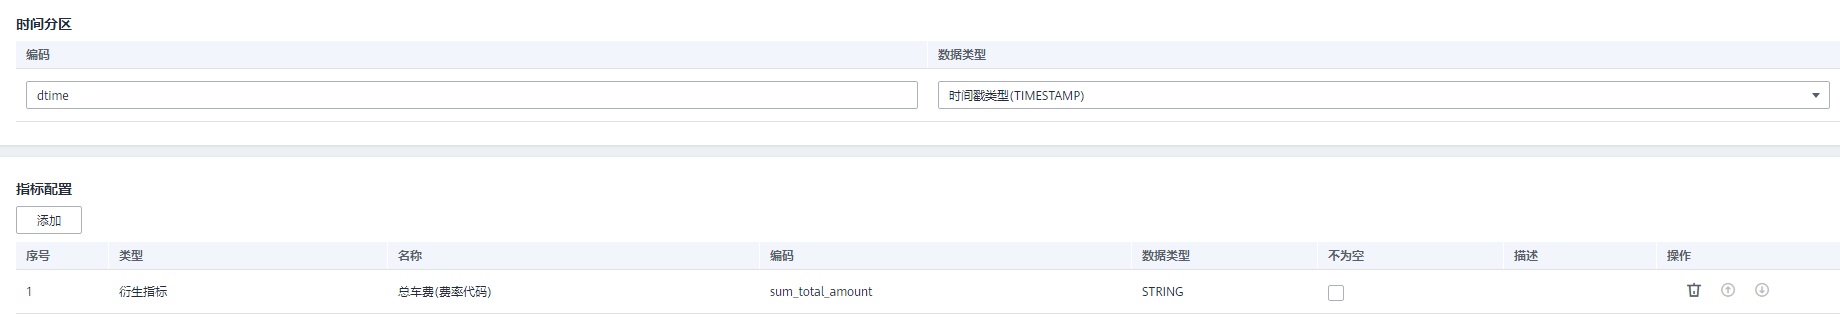 时间分区
编码 数据类型
dtime 时间戳类型(TIMESTAMP)
指标配置
添加
序号 类型 名称 编码 数据类型 不为空 描述 操作
1 衍生指标 总车费(费率代码) sum_total_amount STRING